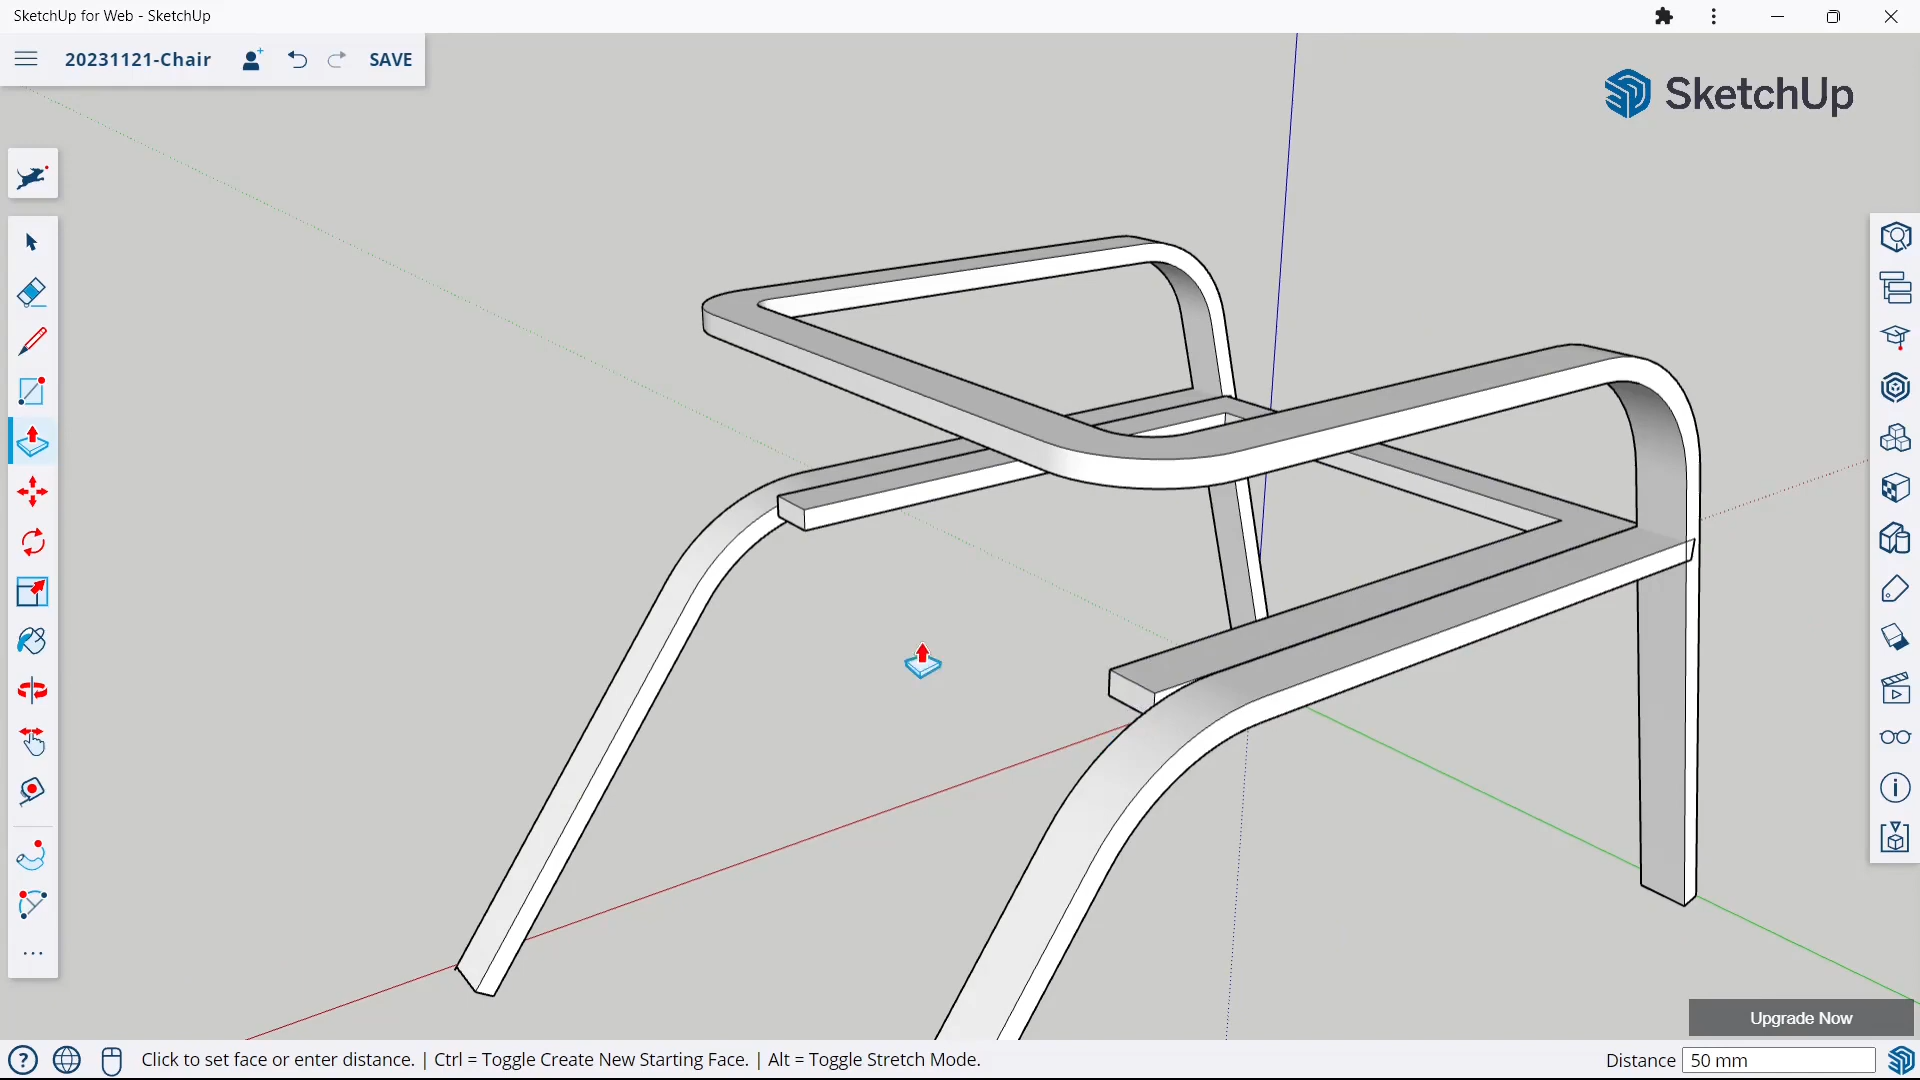 SketchUp for Web - SketchUp
20231121-Chair SAVE
SketchUp
Upgrade Now
Click to set face or enter distance. | Ctrl = Toggle Create New Starting Face. | Alt = Toggle Stretch Mode. Distance 50 mm